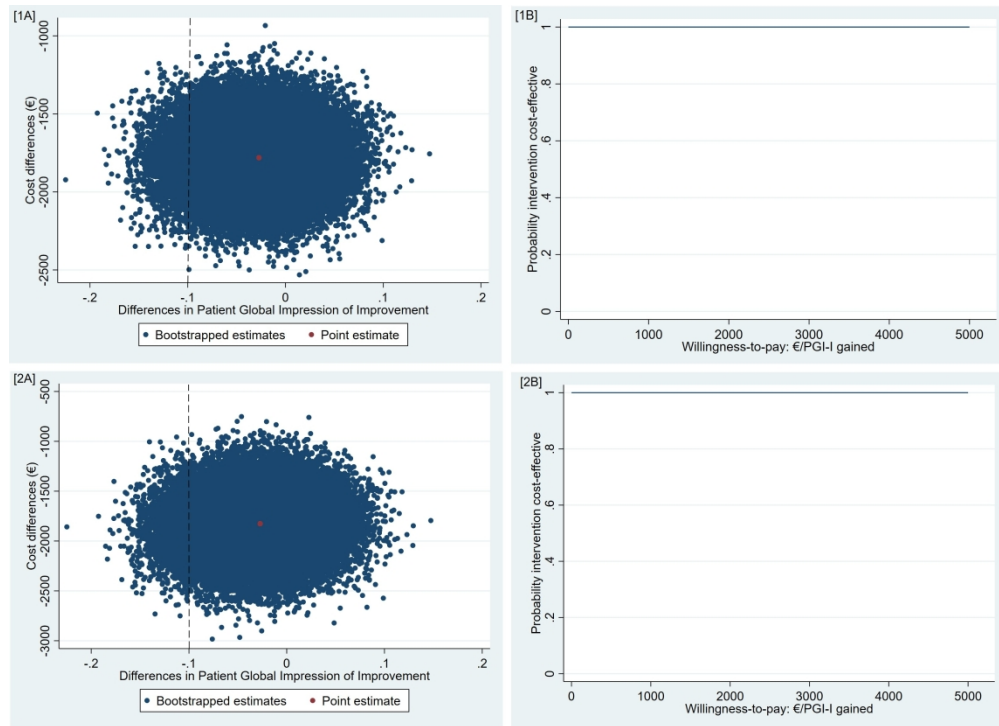 [1A]
Cost differences (€)
-1000
-1500
-2000
-2500
-.2
-.1
0
.1
.2
Differences in Patient Global Impression of Improvement
Bootstrapped estimates
Point estimate
[1B]
Probability intervention cost-effective
1
.8
.6
.4
.2
0
0
1000
2000
3000
4000
5000
Willingness-to-pay: €/PGI-I gained
[2A]
Cost differences (€)
-500
-1000
-1500
-2000
-2500
-3000
-.2
-.1
0
.1
.2
Differences in Patient Global Impression of Improvement
Bootstrapped estimates
Point estimate
[2B]
Probability intervention cost-effective
1
.8
.6
.4
.2
0
0
1000
2000
3000
4000
5000
Willingness-to-pay: €/PGI-I gained